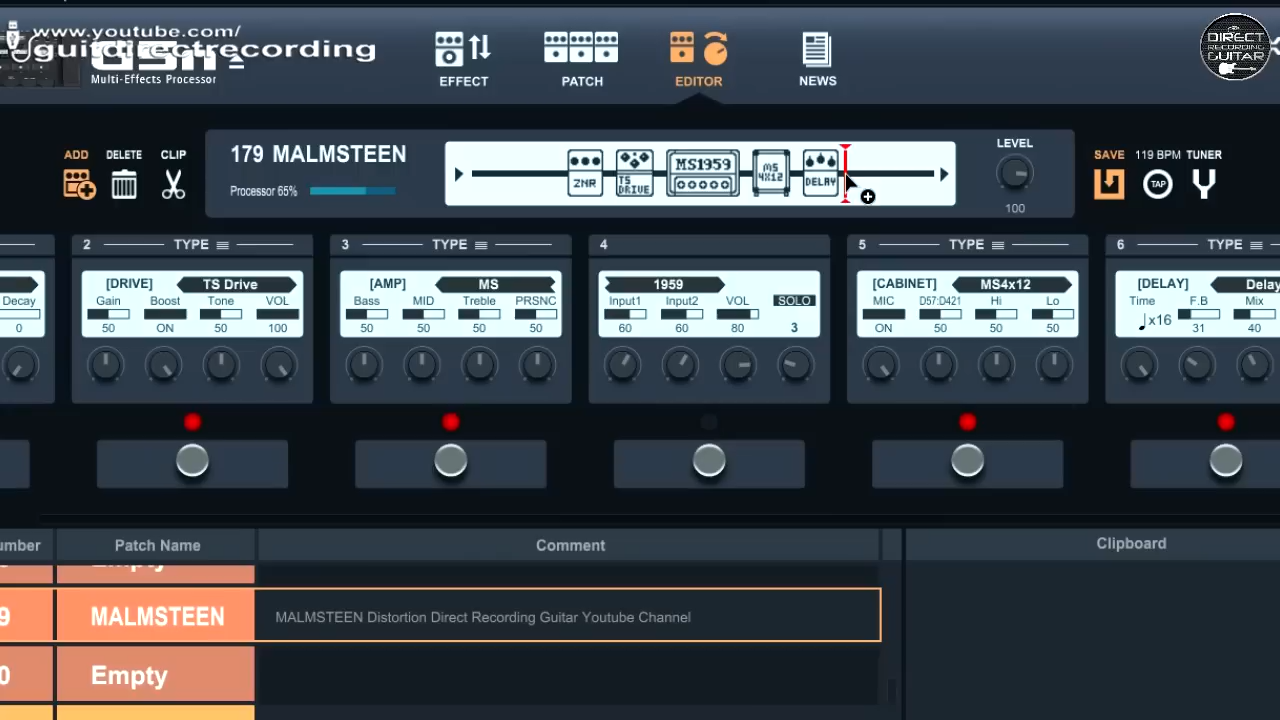 www.youtube.com/
guitdirectrecording
G5n
Multi-Effects Processor
EFFECT
PATCH
EDITOR
NEWS
DIRECT
RECORDING
GUITAR
ADD
DELETE
CLIP
179 MALMSTEEN
Processor 65%
ZNR
TS
DRIVE
MS1959
MS
4X12
DELAY
LEVEL
100
SAVE
119 BPM
TAP
TUNER
Decay
0
2 TYPE
[DRIVE] TS Drive
Gain Boost Tone VOL
50 ON 50 100
3 TYPE
[AMP] MS
Bass MID Treble PRSNC
50 50 50 50
4
1959
Input1 Input2 VOL SOLO
60 60 80 3
5 TYPE
[CABINET] MS4x12
MIC D57:D421 Hi Lo
ON 50 50 50
6 TYPE
[DELAY] Delay
Time F.B Mix
x16 31 40
umber Patch Name Comment Clipboard
Empty
9 MALMSTEEN MALMSTEEN Distortion Direct Recording Guitar Youtube Channel
0 Empty